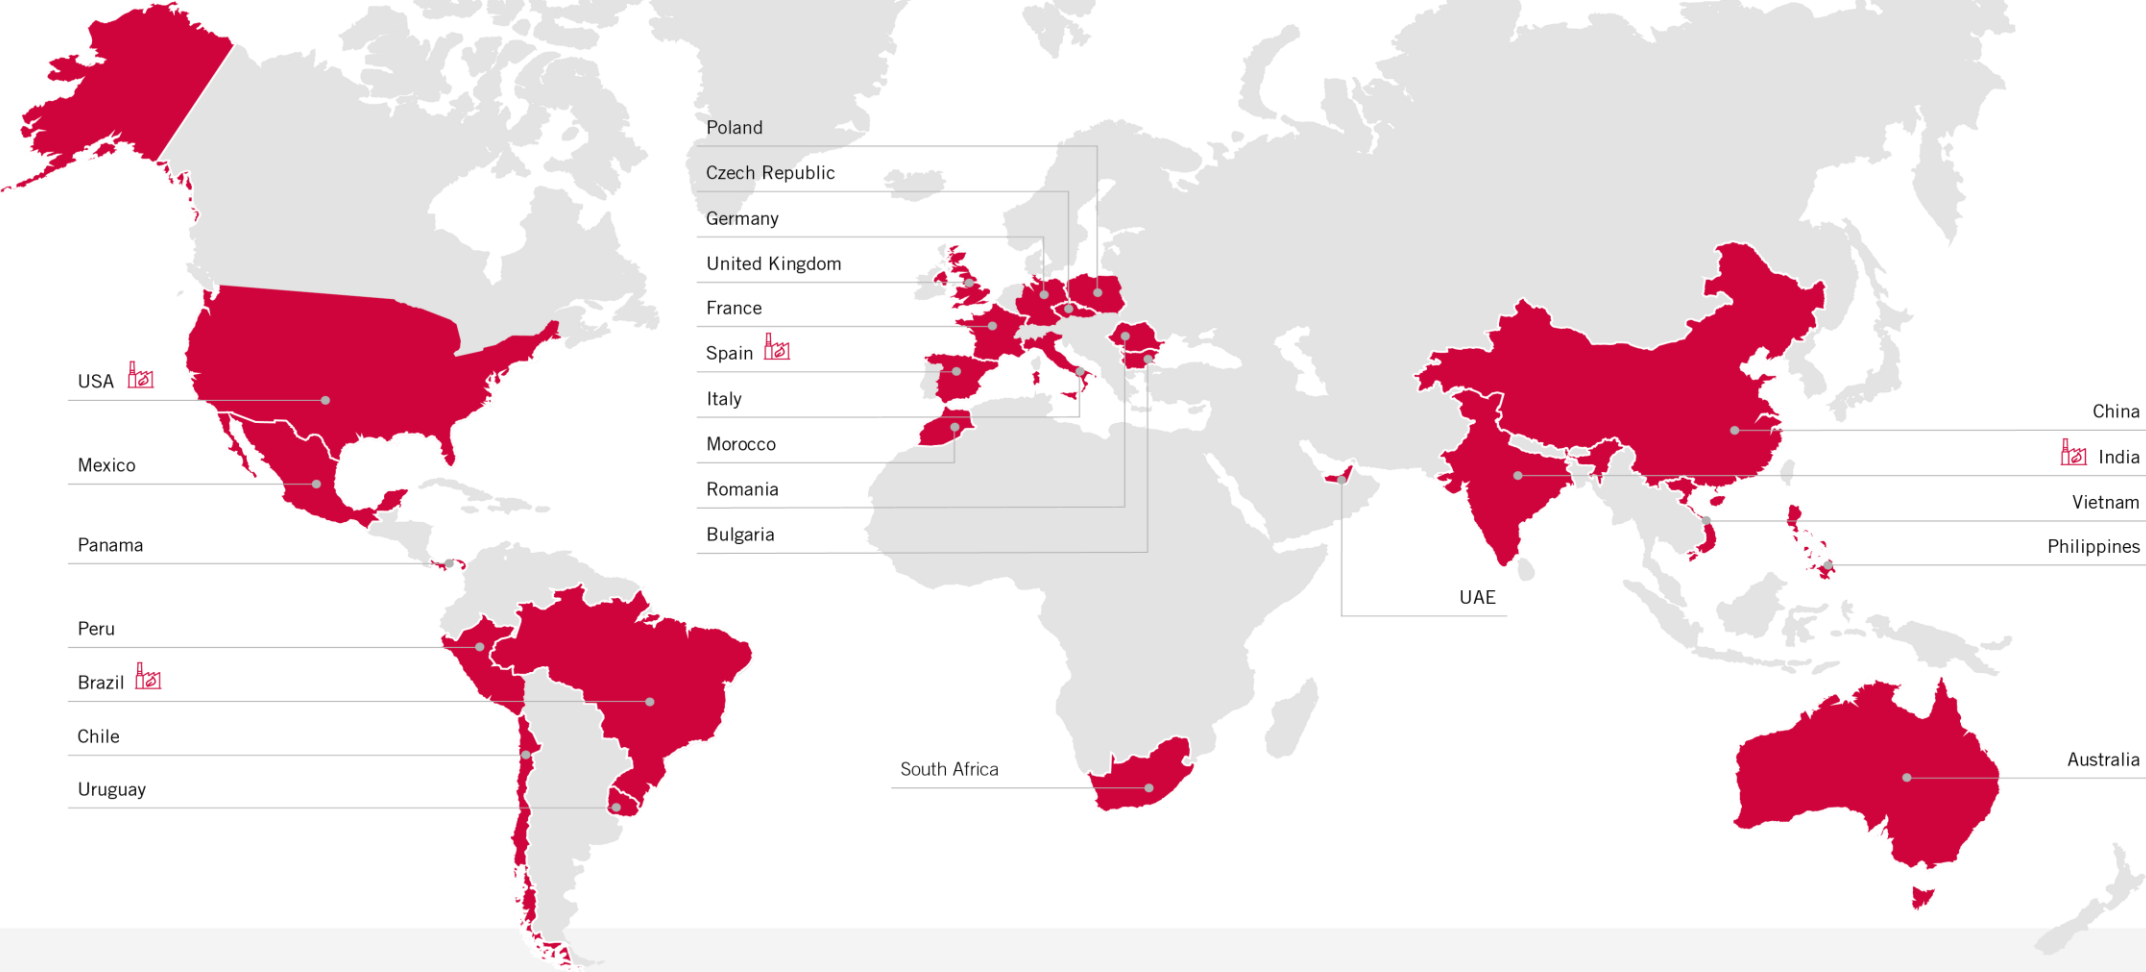 Poland
Czech Republic
Germany
United Kingdom
France
Spain
Italy
Morocco
Romania
Bulgaria
USA
Mexico
Panama
Peru
Brazil
Chile
Uruguay
South Africa
UAE
China
India
Vietnam
Philippines
Australia